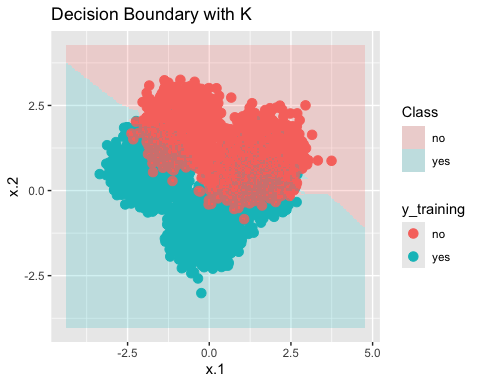 Decision Boundary with K
x.2
2.5
0.0
-2.5
-2.5
0.0
2.5
5.0
x.1
Class
no
yes
y_training
no
yes